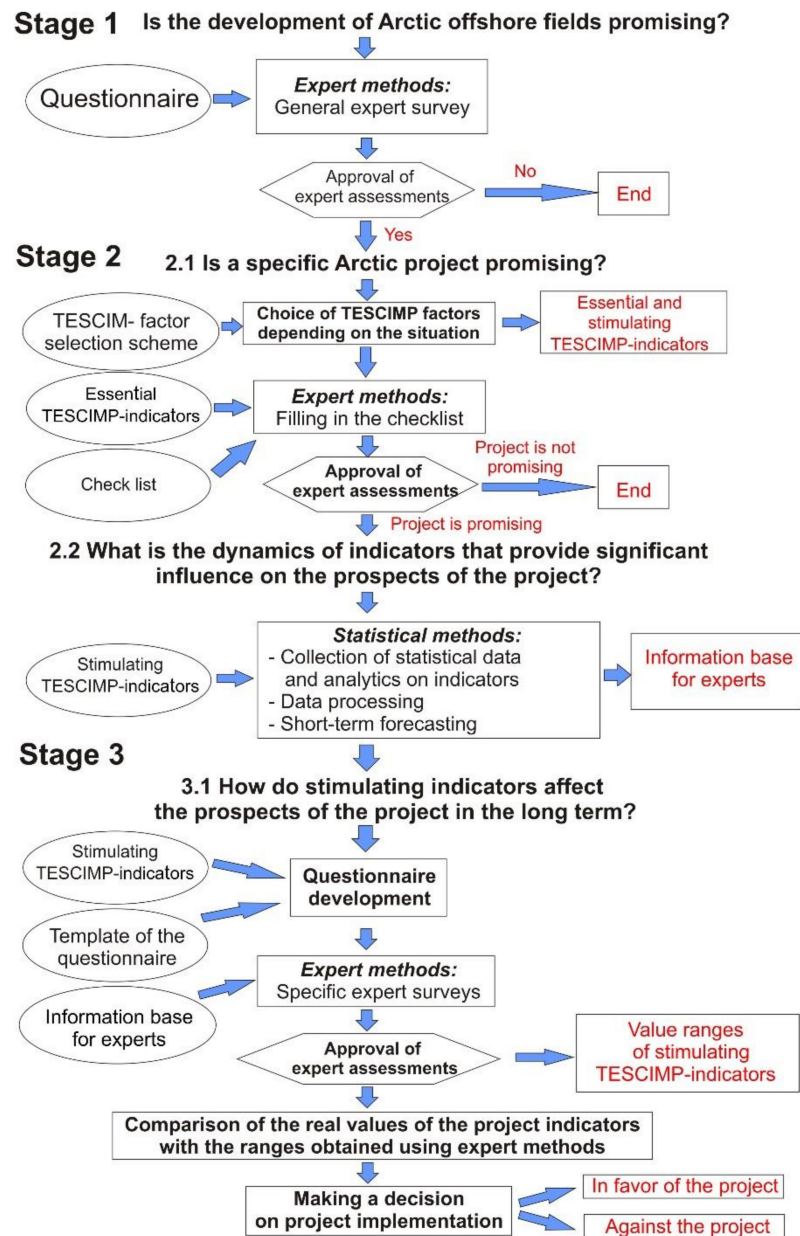 Stage 1
Is the development of Arctic offshore fields promising?
Questionnaire
Expert methods:
General expert survey
Approval of
expert assessments
No
End
Yes
Stage 2
2.1 Is a specific Arctic project promising?
TESCIM- factor
selection scheme
Choice of TESCIMP factors
depending on the situation
Essential and
stimulating
TESCIMP-indicators
Essential
TESCIMP-indicators
Expert methods:
Filling in the checklist
Check list
Approval of
expert assessments
Project is not
promising
End
Project is promising
2.2 What is the dynamics of indicators that provide significant
influence on the prospects of the project?
Stimulating
TESCIMP-indicators
Statistical methods:
- Collection of statistical data
and analytics on indicators
- Data processing
- Short-term forecasting
Information base
for experts
Stage 3
3.1 How do stimulating indicators affect
the prospects of the project in the long term?
Stimulating
TESCIMP-indicators
Questionnaire
development
Template of the
questionnaire
Expert methods:
Specific expert surveys
Information base
for experts
Approval of
expert assessments
Value ranges
of stimulating
TESCIMP-indicators
Comparison of the real values of the project indicators
with the ranges obtained using expert methods
Making a decision
on project implementation
In favor of the project
Against the project